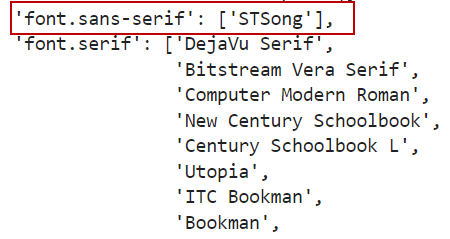 'font.sans-serif': ['STSong'],
'font.serif': ['DejaVu Serif',
'Bitstream Vera Serif',
'Computer Modern Roman',
'New Century Schoolbook',
'Century Schoolbook L',
'Utopia',
'ITC Bookman',
'Bookman',